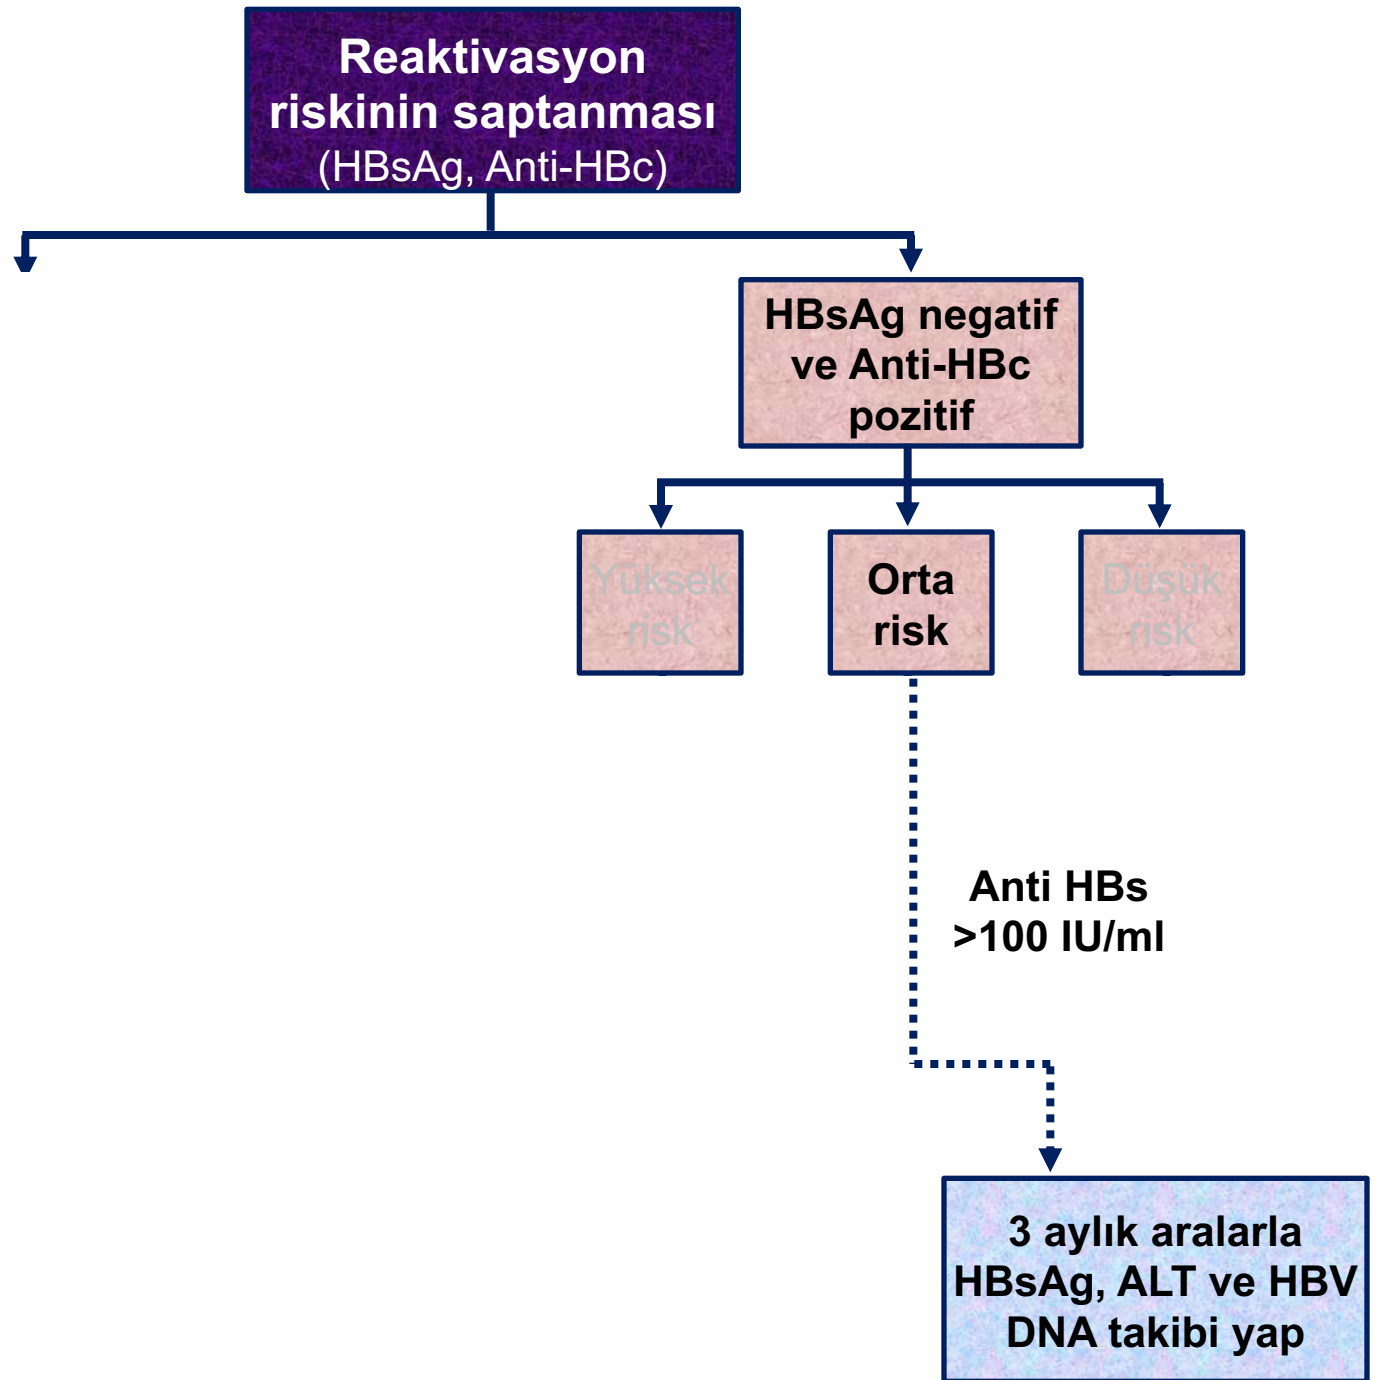 Reaktivasyon
riskinin saptanması
(HBsAg, Anti-HBc)
HBsAg negatif
ve Anti-HBc
pozitif
Yüksek
risk
Orta
risk
Düşük
risk
Anti HBs
>100 IU/ml
3 aylık aralarla
HBsAg, ALT ve HBV
DNA takibi yap